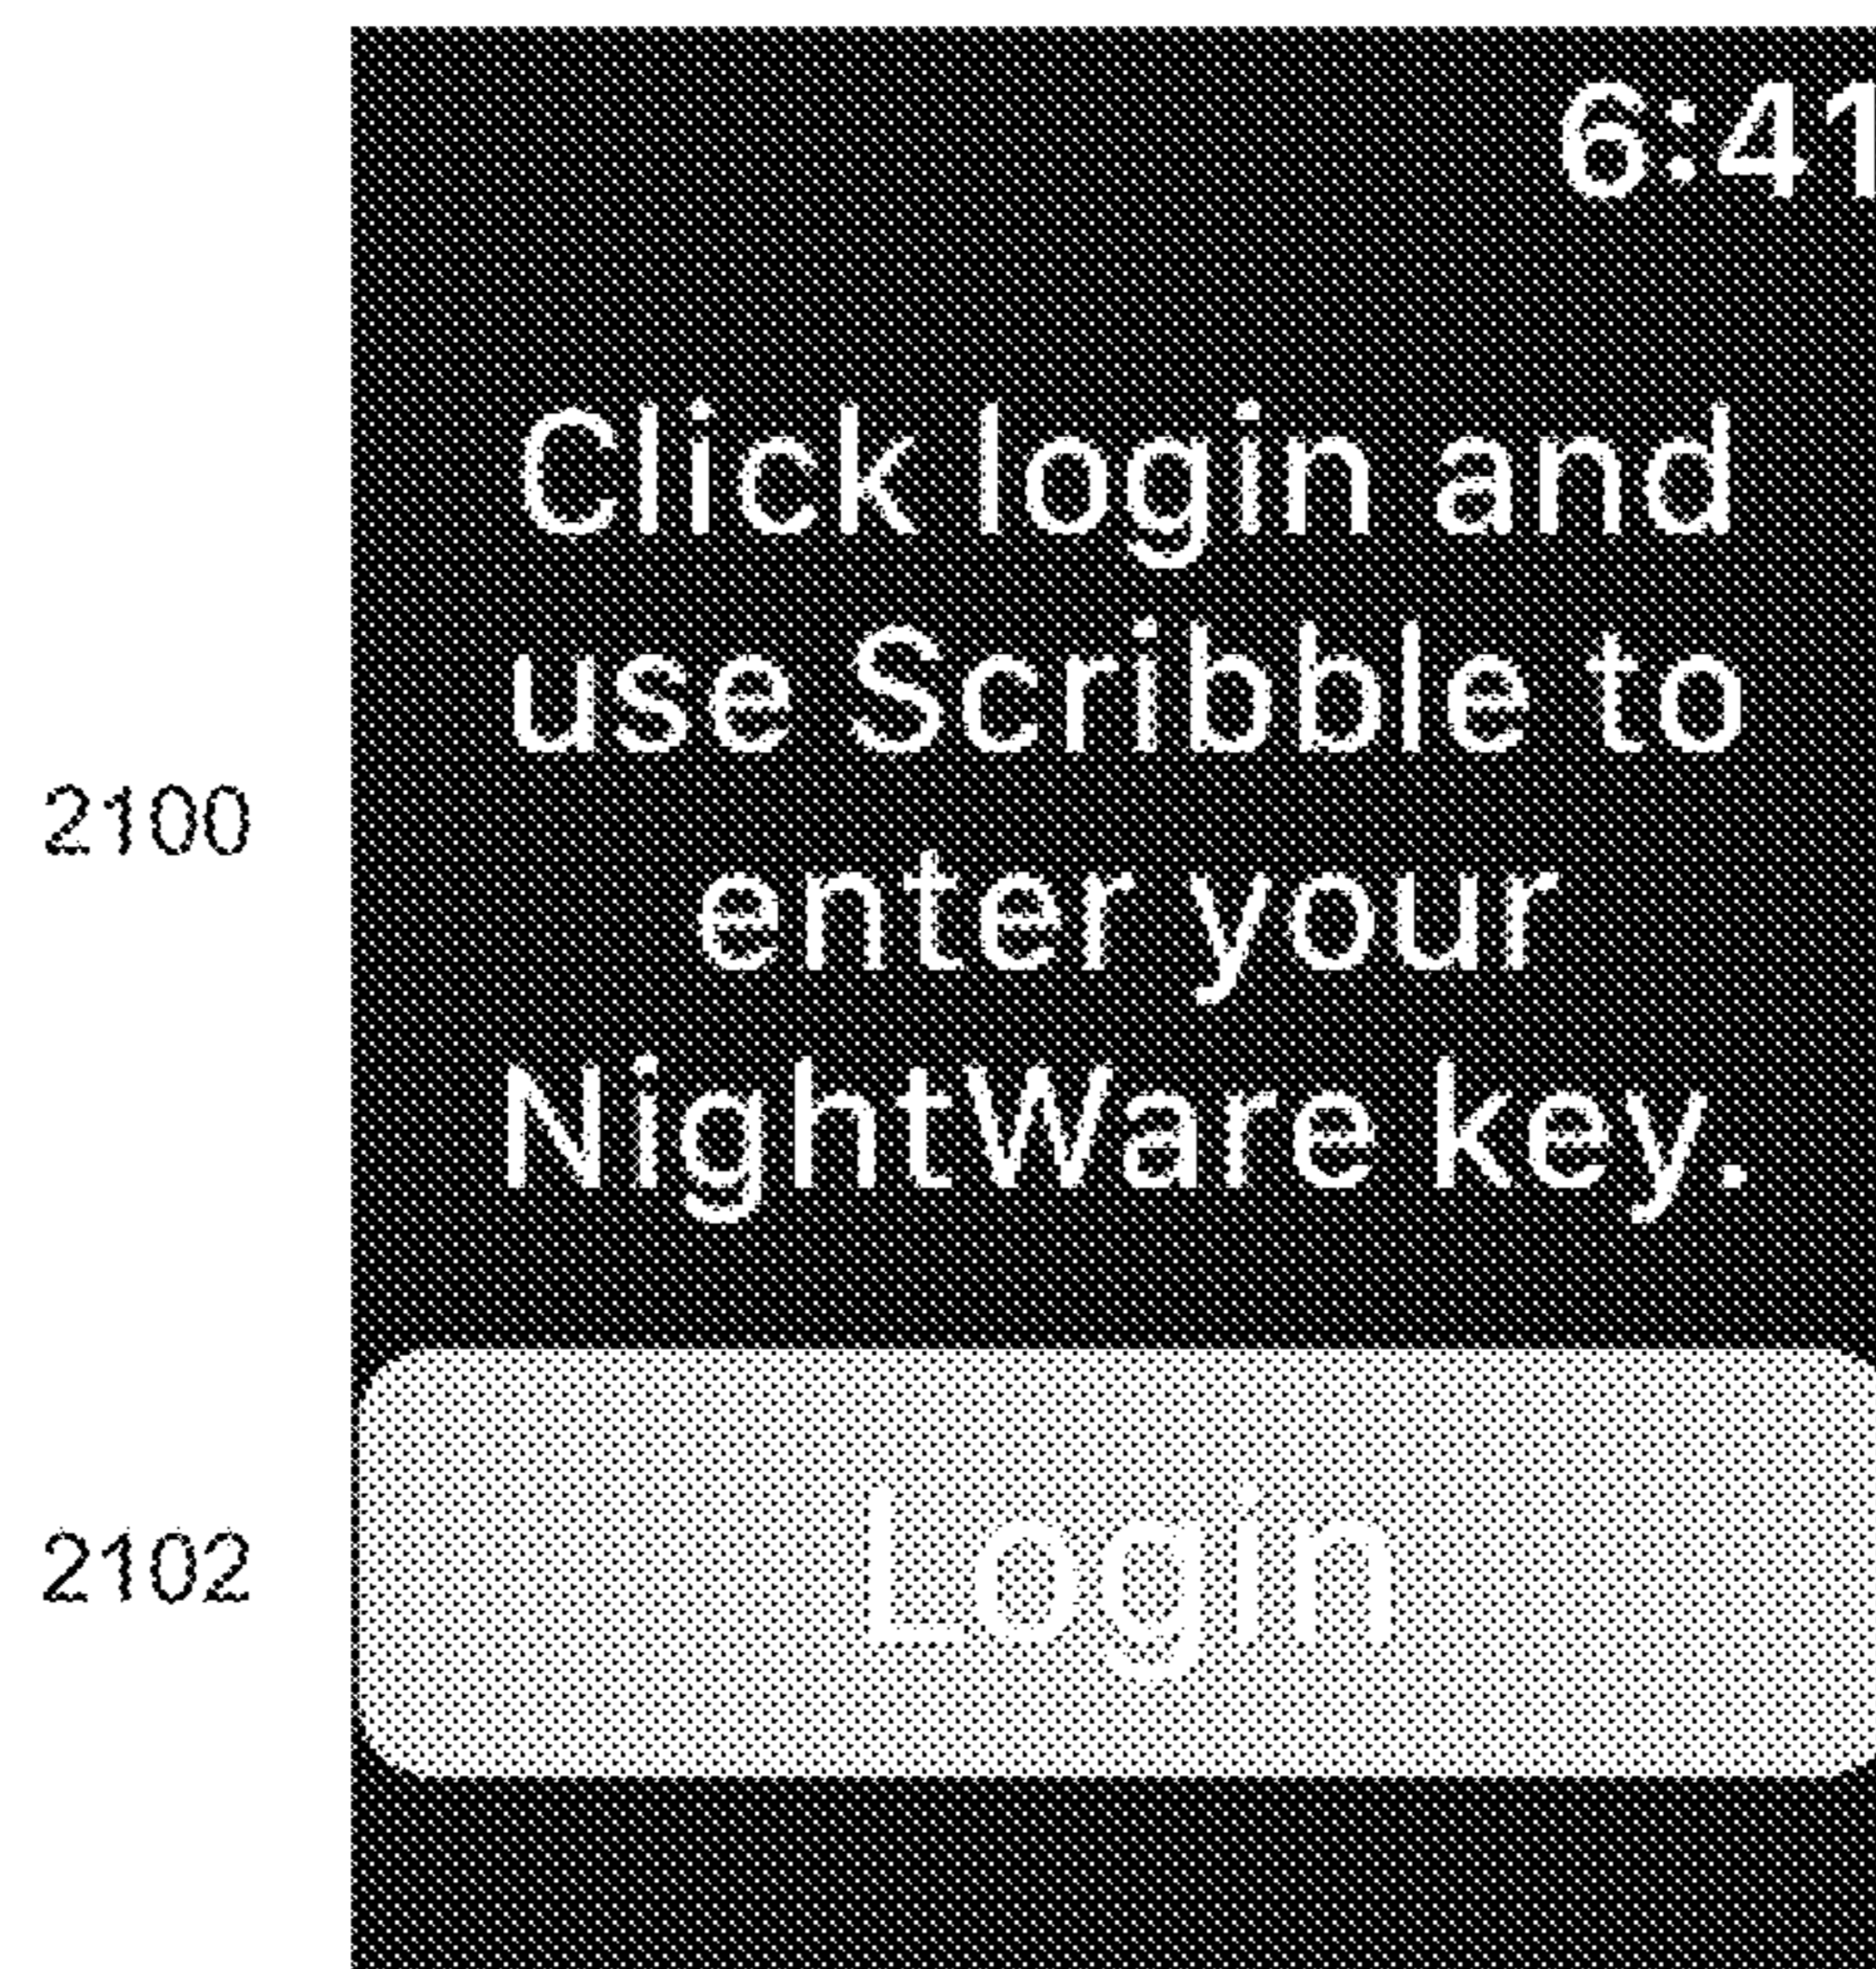 6:41
Click login and
use Scribble to
2100
enter your
NightWare key.
Login
2102